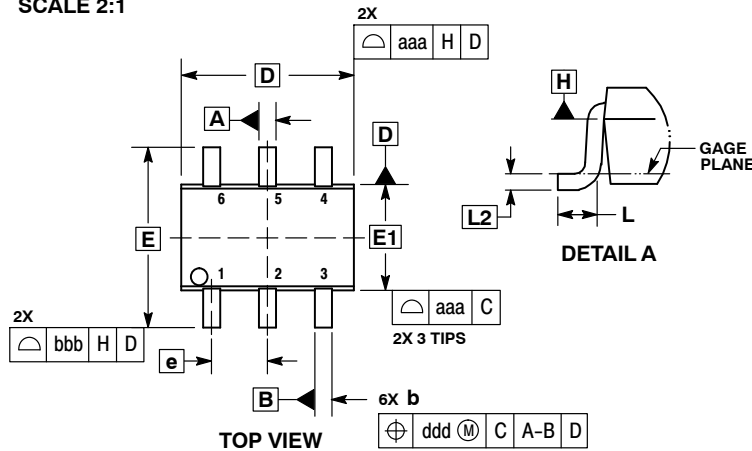 SCALE 2:1
2X
⌓ aaa H D
D
A
D
H
GAGE
PLANE
L2
L
DETAIL A
6 5 4
E
E1
1 2 3
⌓ aaa C
2X 3 TIPS
2X
⌓ bbb H D
e
B
6X b
⌖ ddd Ⓜ C A-B D
TOP VIEW